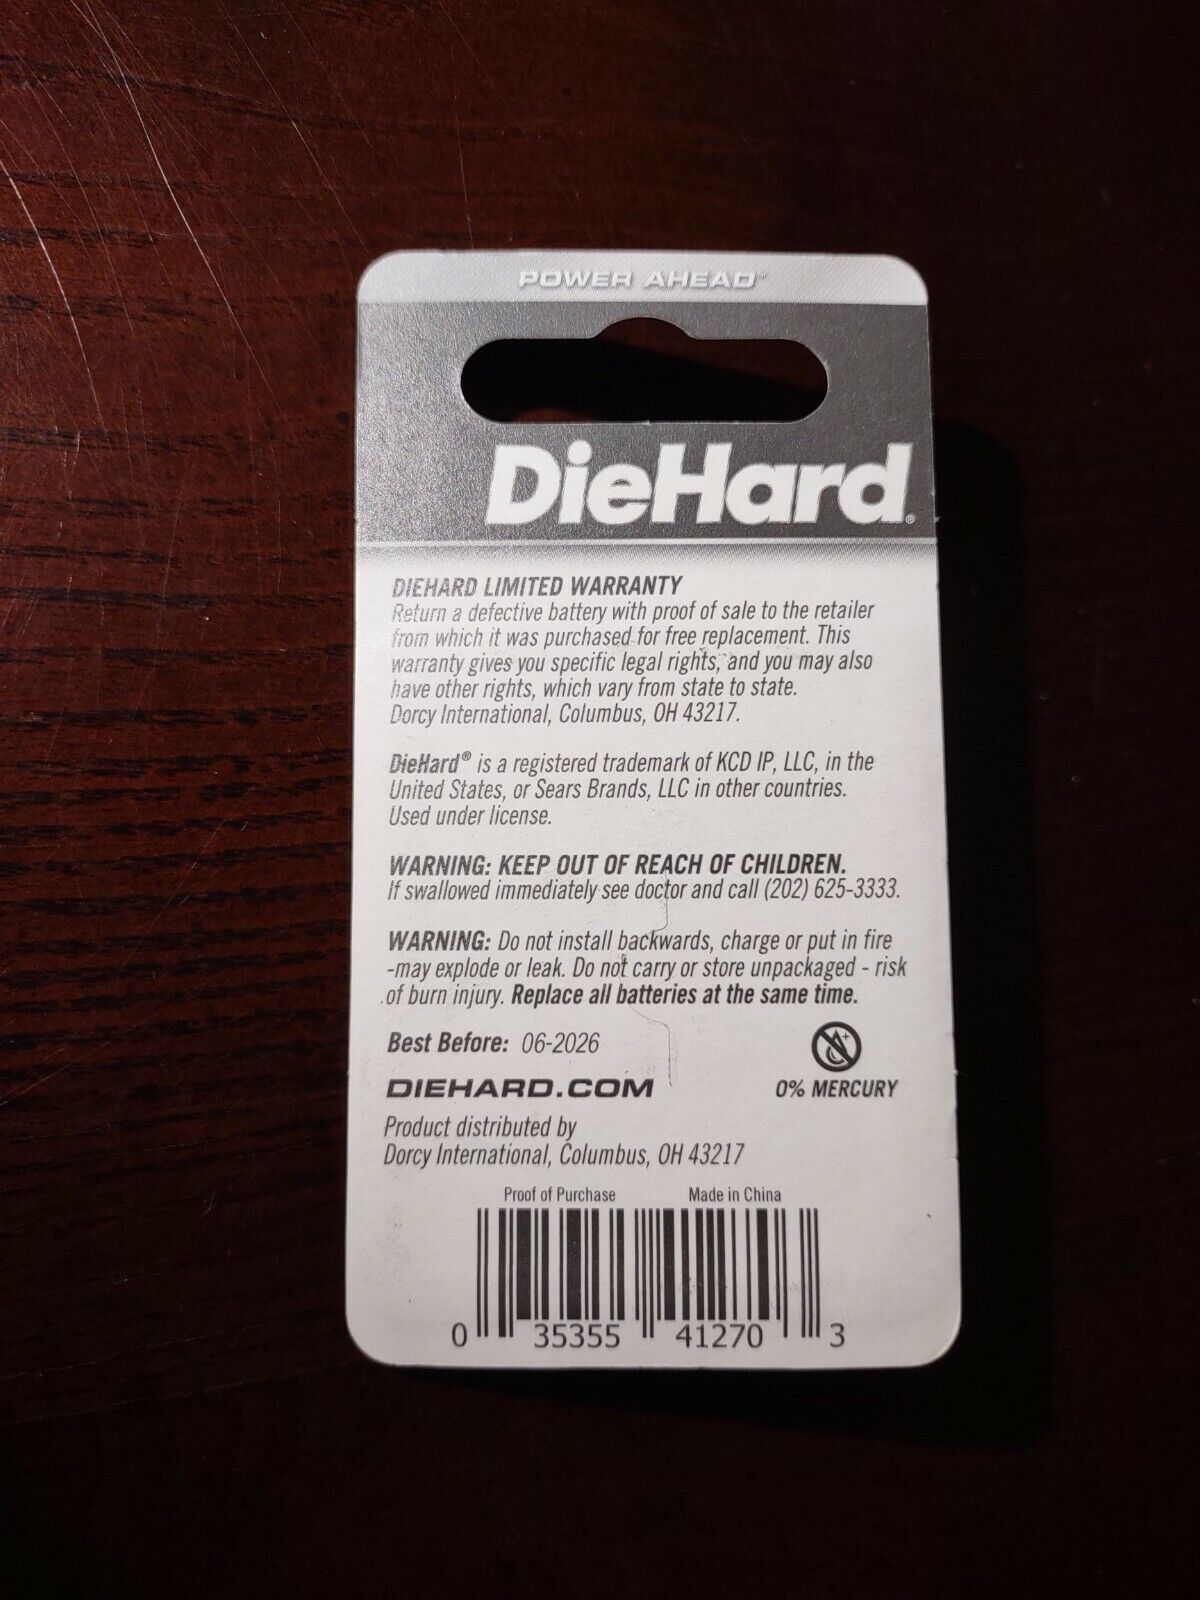 POWER AHEAD™
DieHard®
DIEHARD LIMITED WARRANTY
Return a defective battery with proof of sale to the retailer
from which it was purchased for free replacement. This
warranty gives you specific legal rights, and you may also
have other rights, which vary from state to state.
Dorcy International, Columbus, OH 43217.
DieHard® is a registered trademark of KCD IP, LLC, in the
United States, or Sears Brands, LLC in other countries.
Used under license.
WARNING: KEEP OUT OF REACH OF CHILDREN.
If swallowed immediately see doctor and call (202) 625-3333.
WARNING: Do not install backwards, charge or put in fire
-may explode or leak. Do not carry or store unpackaged - risk
of burn injury. Replace all batteries at the same time.
Best Before: 06-2026
DIEHARD.COM
0% MERCURY
Product distributed by
Dorcy International, Columbus, OH 43217
Proof of Purchase Made in China
0 35355 41270 3